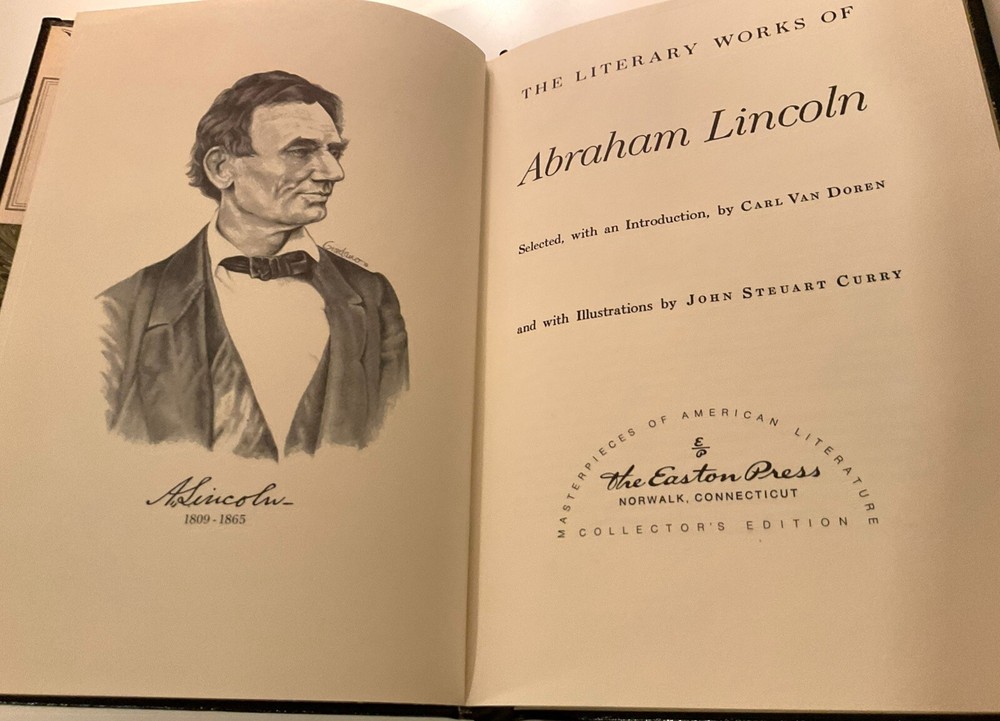 A. Lincoln
1809 - 1865
THE LITERARY WORKS OF
Abraham Lincoln
Selected, with an Introduction, by CARL VAN DOREN
and with Illustrations by JOHN STEUART CURRY
MASTERPIECES OF AMERICAN LITERATURE
E
P
The Easton Press
NORWALK, CONNECTICUT
COLLECTOR'S EDITION